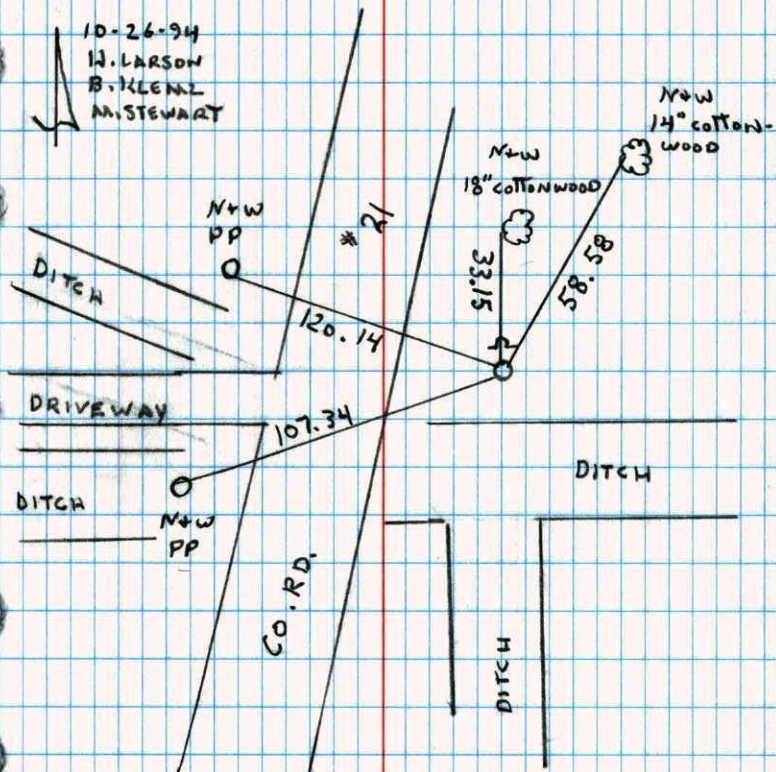 10-26-94
W. LARSON
B. KLEMZ
M. STEWART
N+W
14" COTTON-
WOOD
N+W
18" COTTONWOOD
N+W
PP
# 21
DITCH
33.15
58.58
120.14
DRIVEWAY
107.34
DITCH
DITCH
N+W
PP
CO. RD.
DITCH